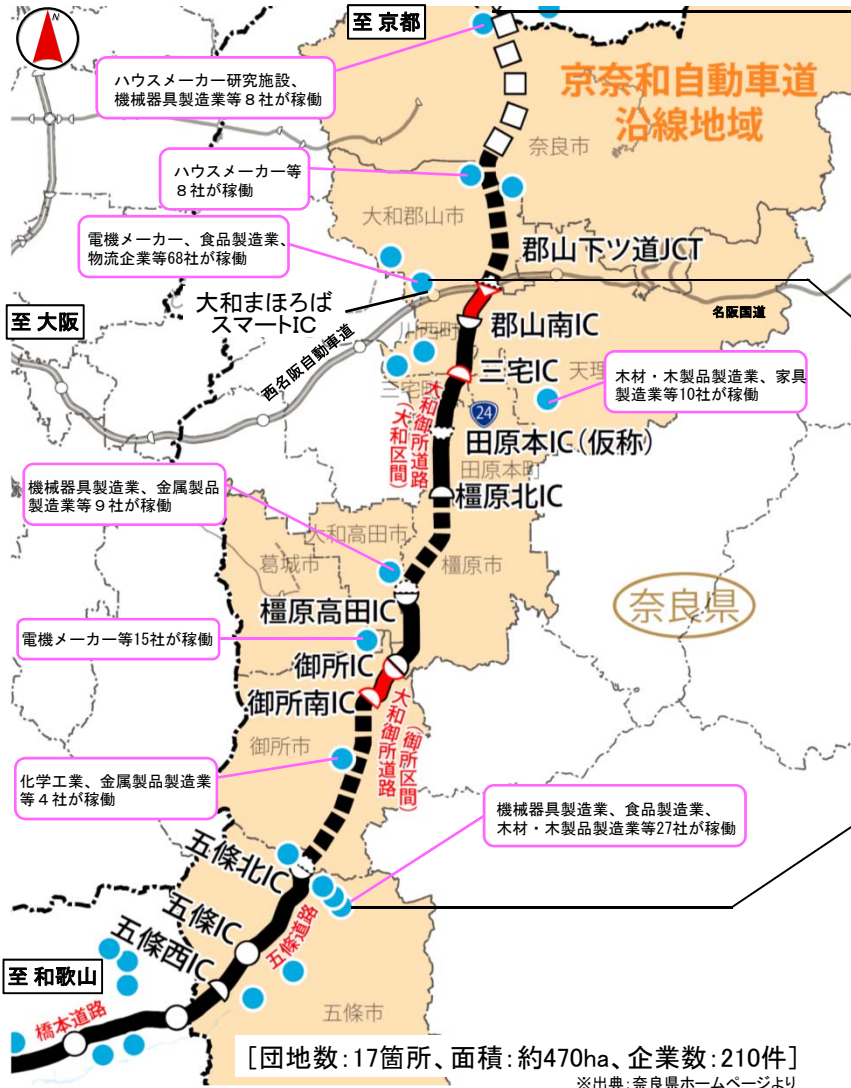 N
至 京都
ハウスメーカー研究施設、
機械器具製造業等８社が稼働
京奈和自動車道
沿線地域
奈良市
ハウスメーカー等
８社が稼働
大和郡山市
電機メーカー、食品製造業、
物流企業等68社が稼働
郡山下ツ道JCT
大和まほろば
スマートIC
至 大阪
名阪国道
川西町
郡山南IC
西名阪自動車道
三宅IC
天理
三宅町
木材・木製品製造業、家具
製造業等10社が稼働
24
大和御所道路
（大和区間）
田原本IC（仮称）
田原本町
橿原北IC
機械器具製造業、金属製品
製造業等９社が稼働
大和高田市
葛城市
橿原市
橿原高田IC
奈良県
電機メーカー等15社が稼働
御所IC
御所南IC
大和御所道路
（御所区間）
御所市
化学工業、金属製品製造業
等４社が稼働
機械器具製造業、食品製造業、
木材・木製品製造業等27社が稼働
五條北IC
五條道路
五條IC
五條西IC
至 和歌山
五條市
橋本道路
［団地数：17箇所、面積：約470ha、企業数：210件］
※出典：奈良県ホームページより